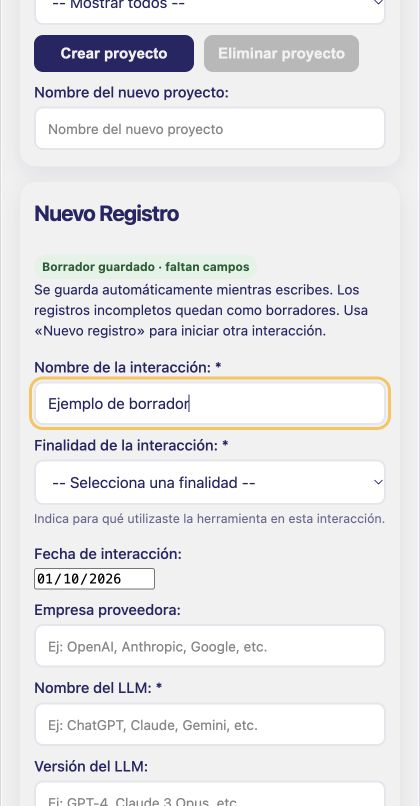 -- Mostrar todos --
Crear proyecto
Eliminar proyecto
Nombre del nuevo proyecto:
Nombre del nuevo proyecto
Nuevo Registro
Borrador guardado · faltan campos
Se guarda automáticamente mientras escribes. Los
registros incompletos quedan como borradores. Usa
«Nuevo registro» para iniciar otra interacción.
Nombre de la interacción: *
Ejemplo de borrador
Finalidad de la interacción: *
-- Selecciona una finalidad --
Indica para qué utilizaste la herramienta en esta interacción.
Fecha de interacción:
01/10/2026
Empresa proveedora:
Ej: OpenAI, Anthropic, Google, etc.
Nombre del LLM: *
Ej: ChatGPT, Claude, Gemini, etc.
Versión del LLM:
Ej: GPT-4, Claude 3 Opus, etc.